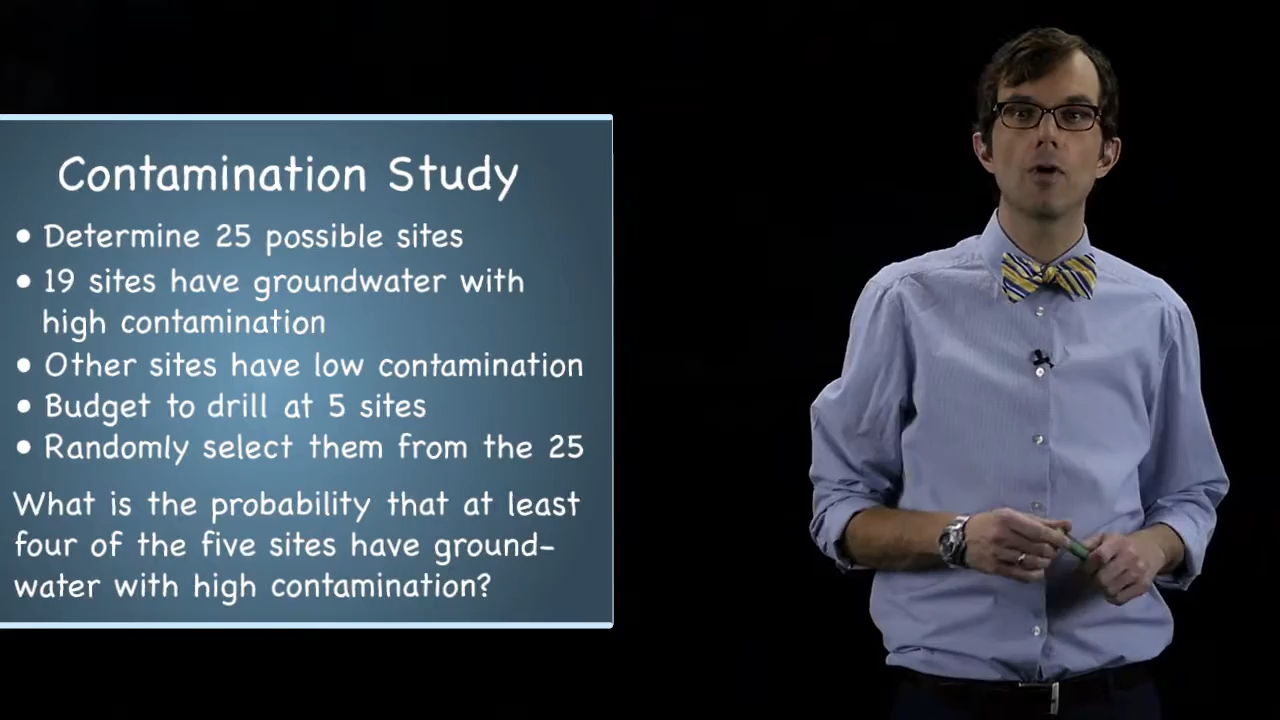 Contamination Study
• Determine 25 possible sites
• 19 sites have groundwater with
high contamination
• Other sites have low contamination
• Budget to drill at 5 sites
• Randomly select them from the 25
What is the probability that at least
four of the five sites have ground-
water with high contamination?